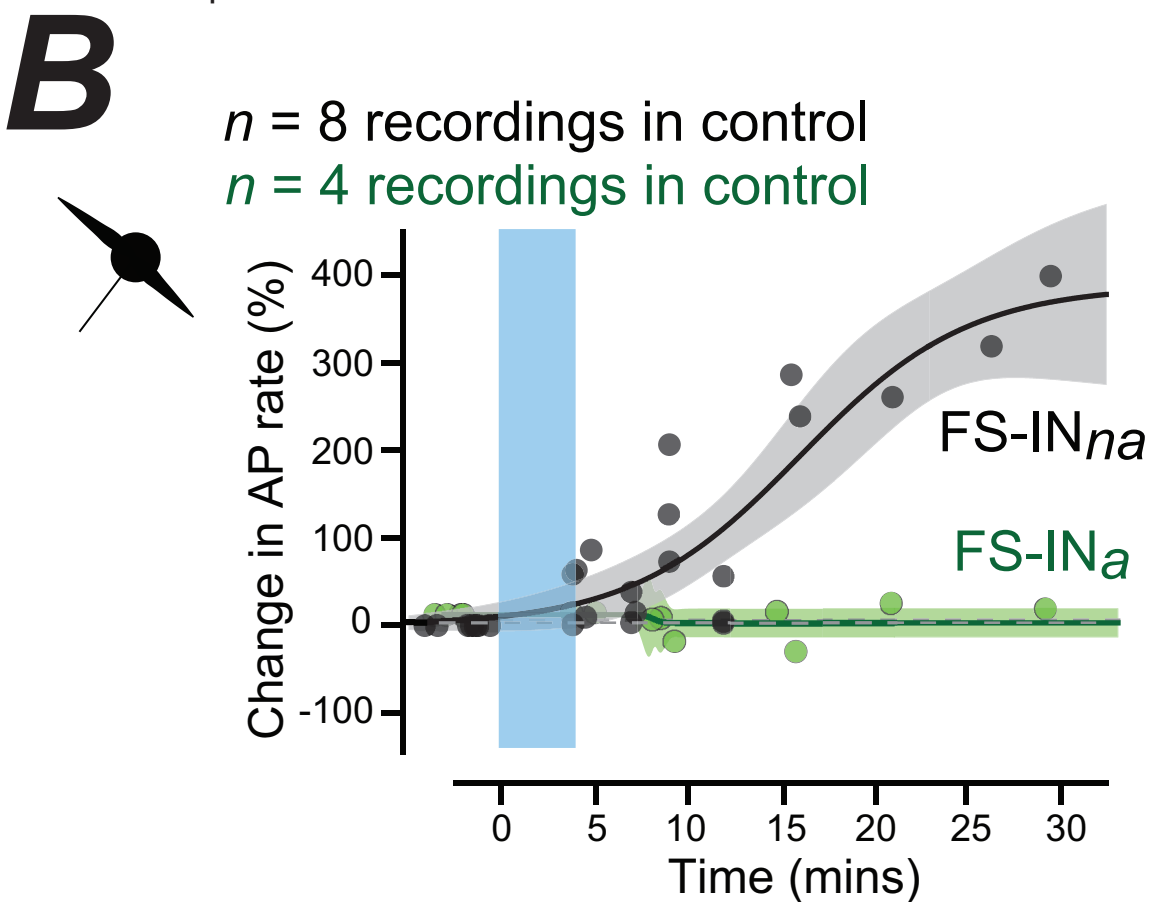 B
n = 8 recordings in control
n = 4 recordings in control
Change in AP rate (%)
400
300
200
100
0
-100
FS-INna
FS-INa
0 5 10 15 20 25 30
Time (mins)